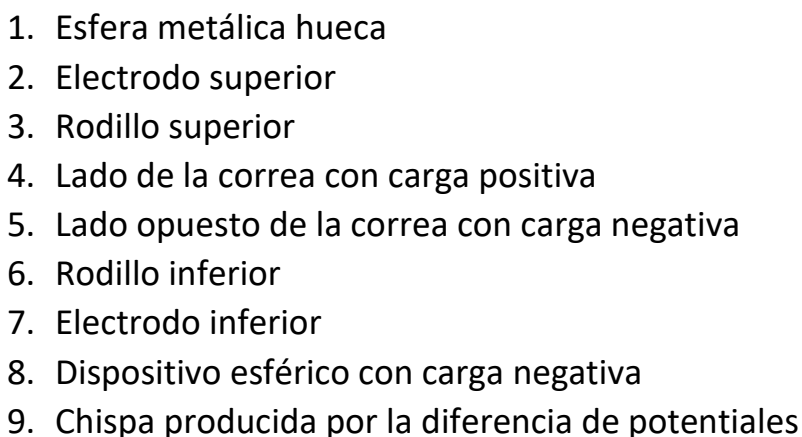 1. Esfera metálica hueca
2. Electrodo superior
3. Rodillo superior
4. Lado de la correa con carga positiva
5. Lado opuesto de la correa con carga negativa
6. Rodillo inferior
7. Electrodo inferior
8. Dispositivo esférico con carga negativa
9. Chispa producida por la diferencia de potentiales